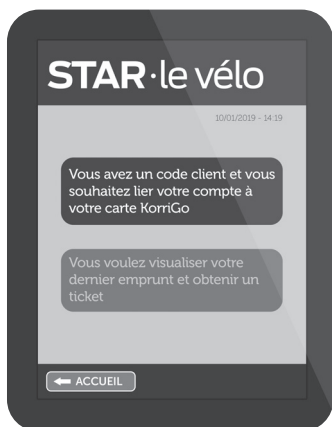 STAR·le vélo
10/01/2019 - 14:19
Vous avez un code client et vous
souhaitez lier votre compte à
votre carte KorriGo
Vous voulez visualiser votre
dernier emprunt et obtenir un
ticket
ACCUEIL